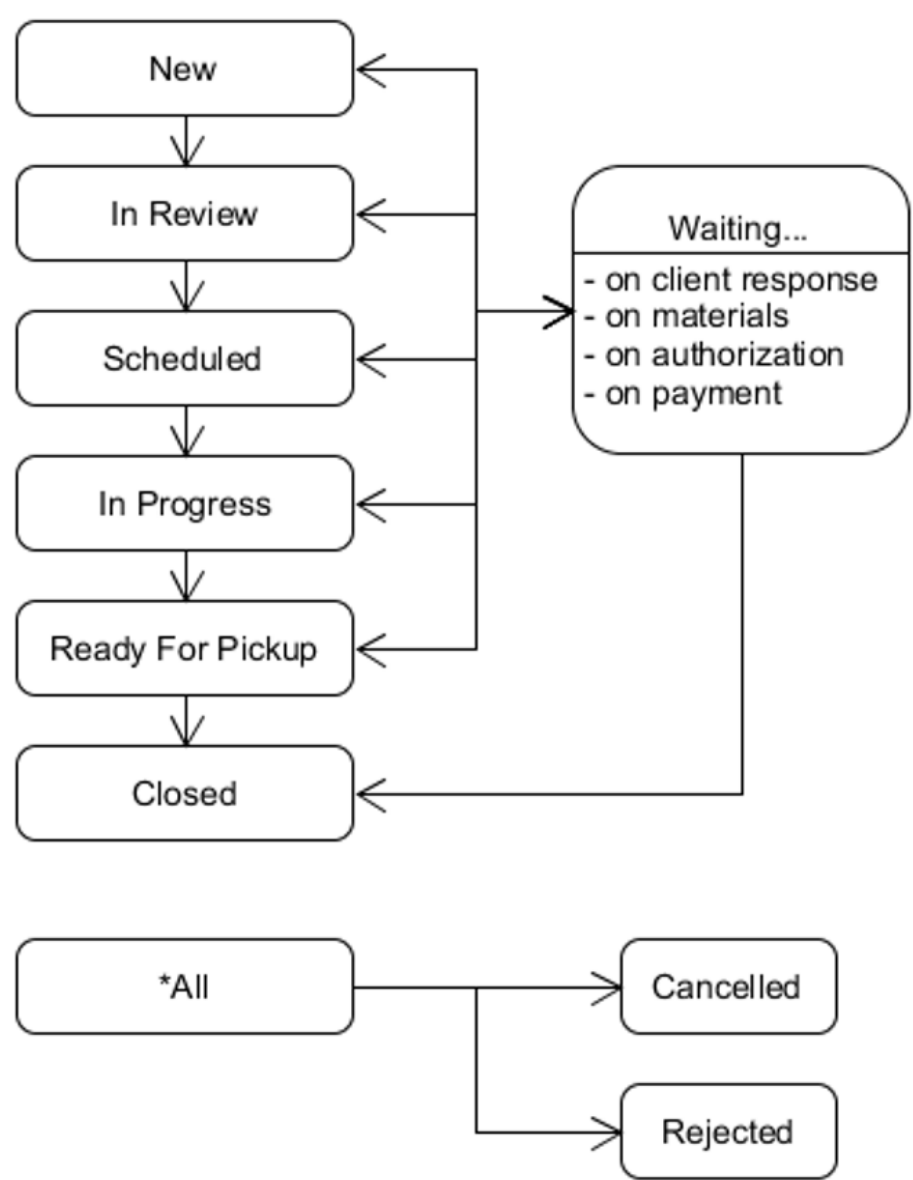 New
In Review
Scheduled
In Progress
Ready For Pickup
Closed
Waiting...
- on client response
- on materials
- on authorization
- on payment
*All
Cancelled
Rejected